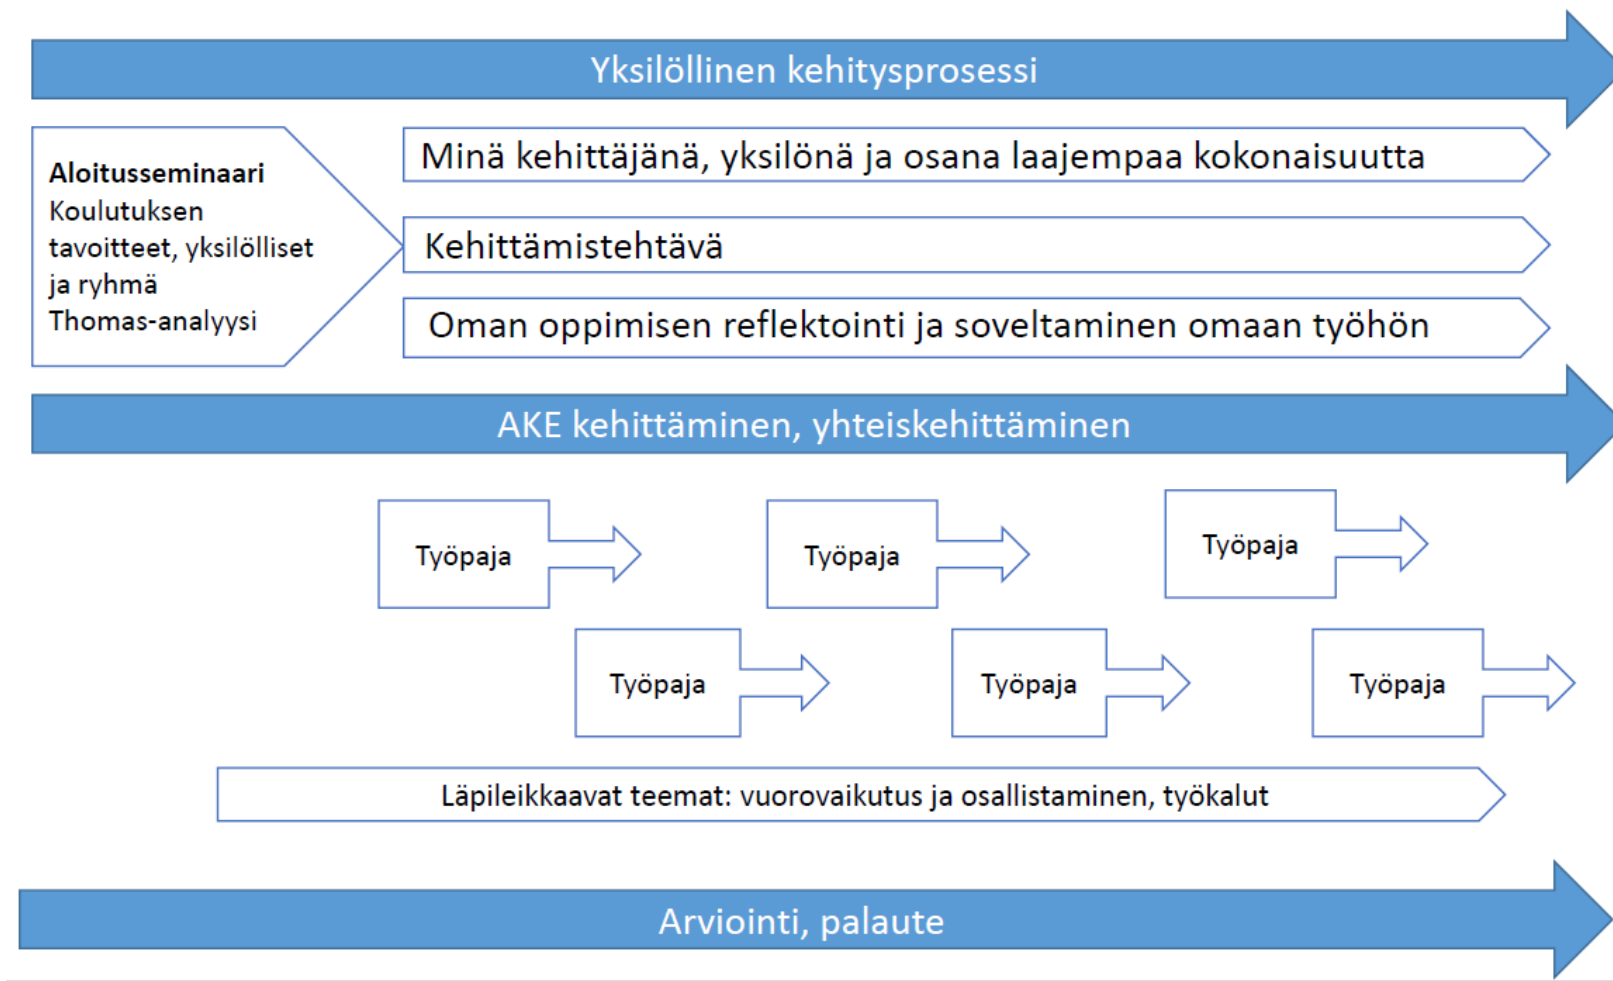 Yksilöllinen kehitysprosessi
Aloitusseminaari
Koulutuksen
tavoitteet, yksilölliset
ja ryhmä
Thomas-analyysi
Minä kehittäjänä, yksilönä ja osana laajempaa kokonaisuutta
Kehittämistehtävä
Oman oppimisen reflektointi ja soveltaminen omaan työhön
AKE kehittäminen, yhteiskehittäminen
Työpaja
Työpaja
Työpaja
Työpaja
Työpaja
Työpaja
Läpileikkaavat teemat: vuorovaikutus ja osallistaminen, työkalut
Arviointi, palaute